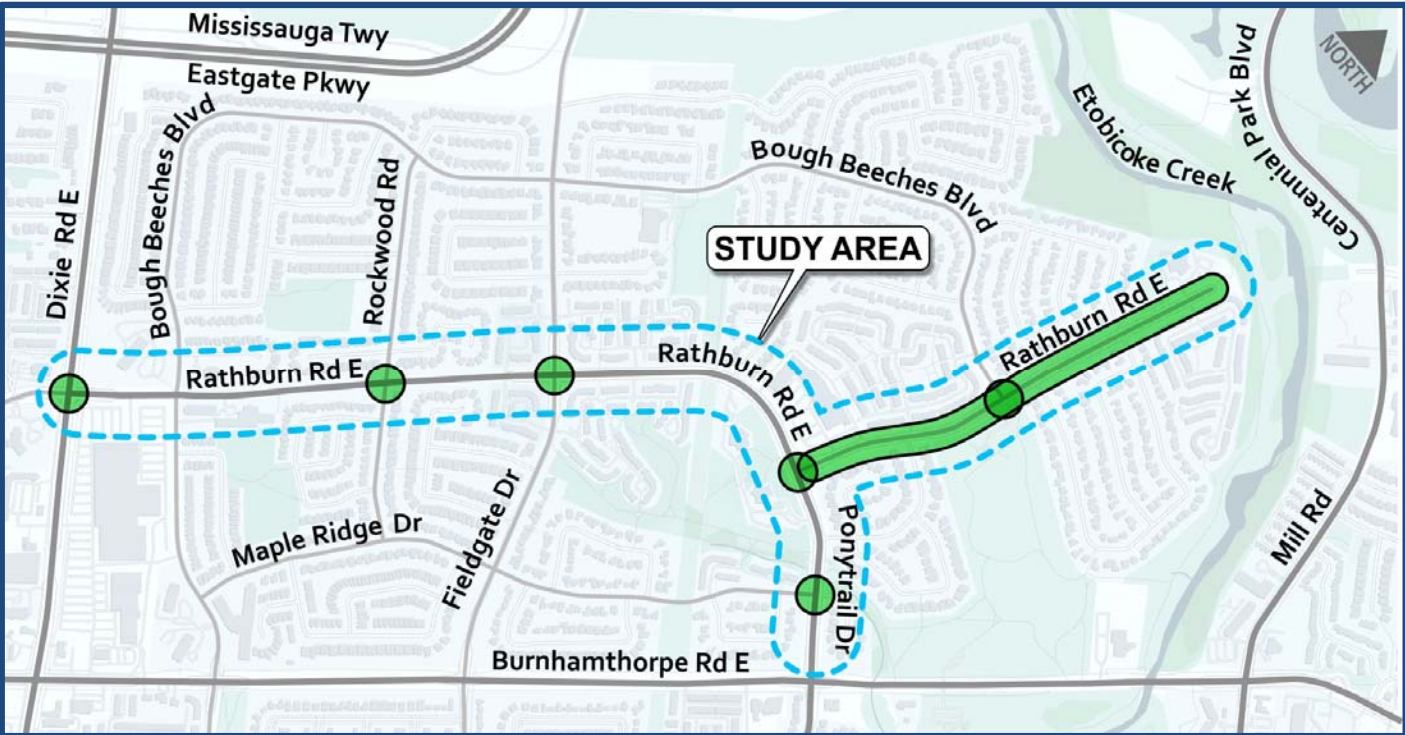 Mississauga Twy
Eastgate Pkwy
NORTH
Centennial Park Blvd
Etobicoke Creek
Bough Beeches Blvd
Bough Beeches Blvd
Dixie Rd E
Rockwood Rd
STUDY AREA
Rathburn Rd E
Rathburn Rd E
Rathburn Rd E
Maple Ridge Dr
Fieldgate Dr
Ponytrail Dr
Mill Rd
Burnhamthorpe Rd E